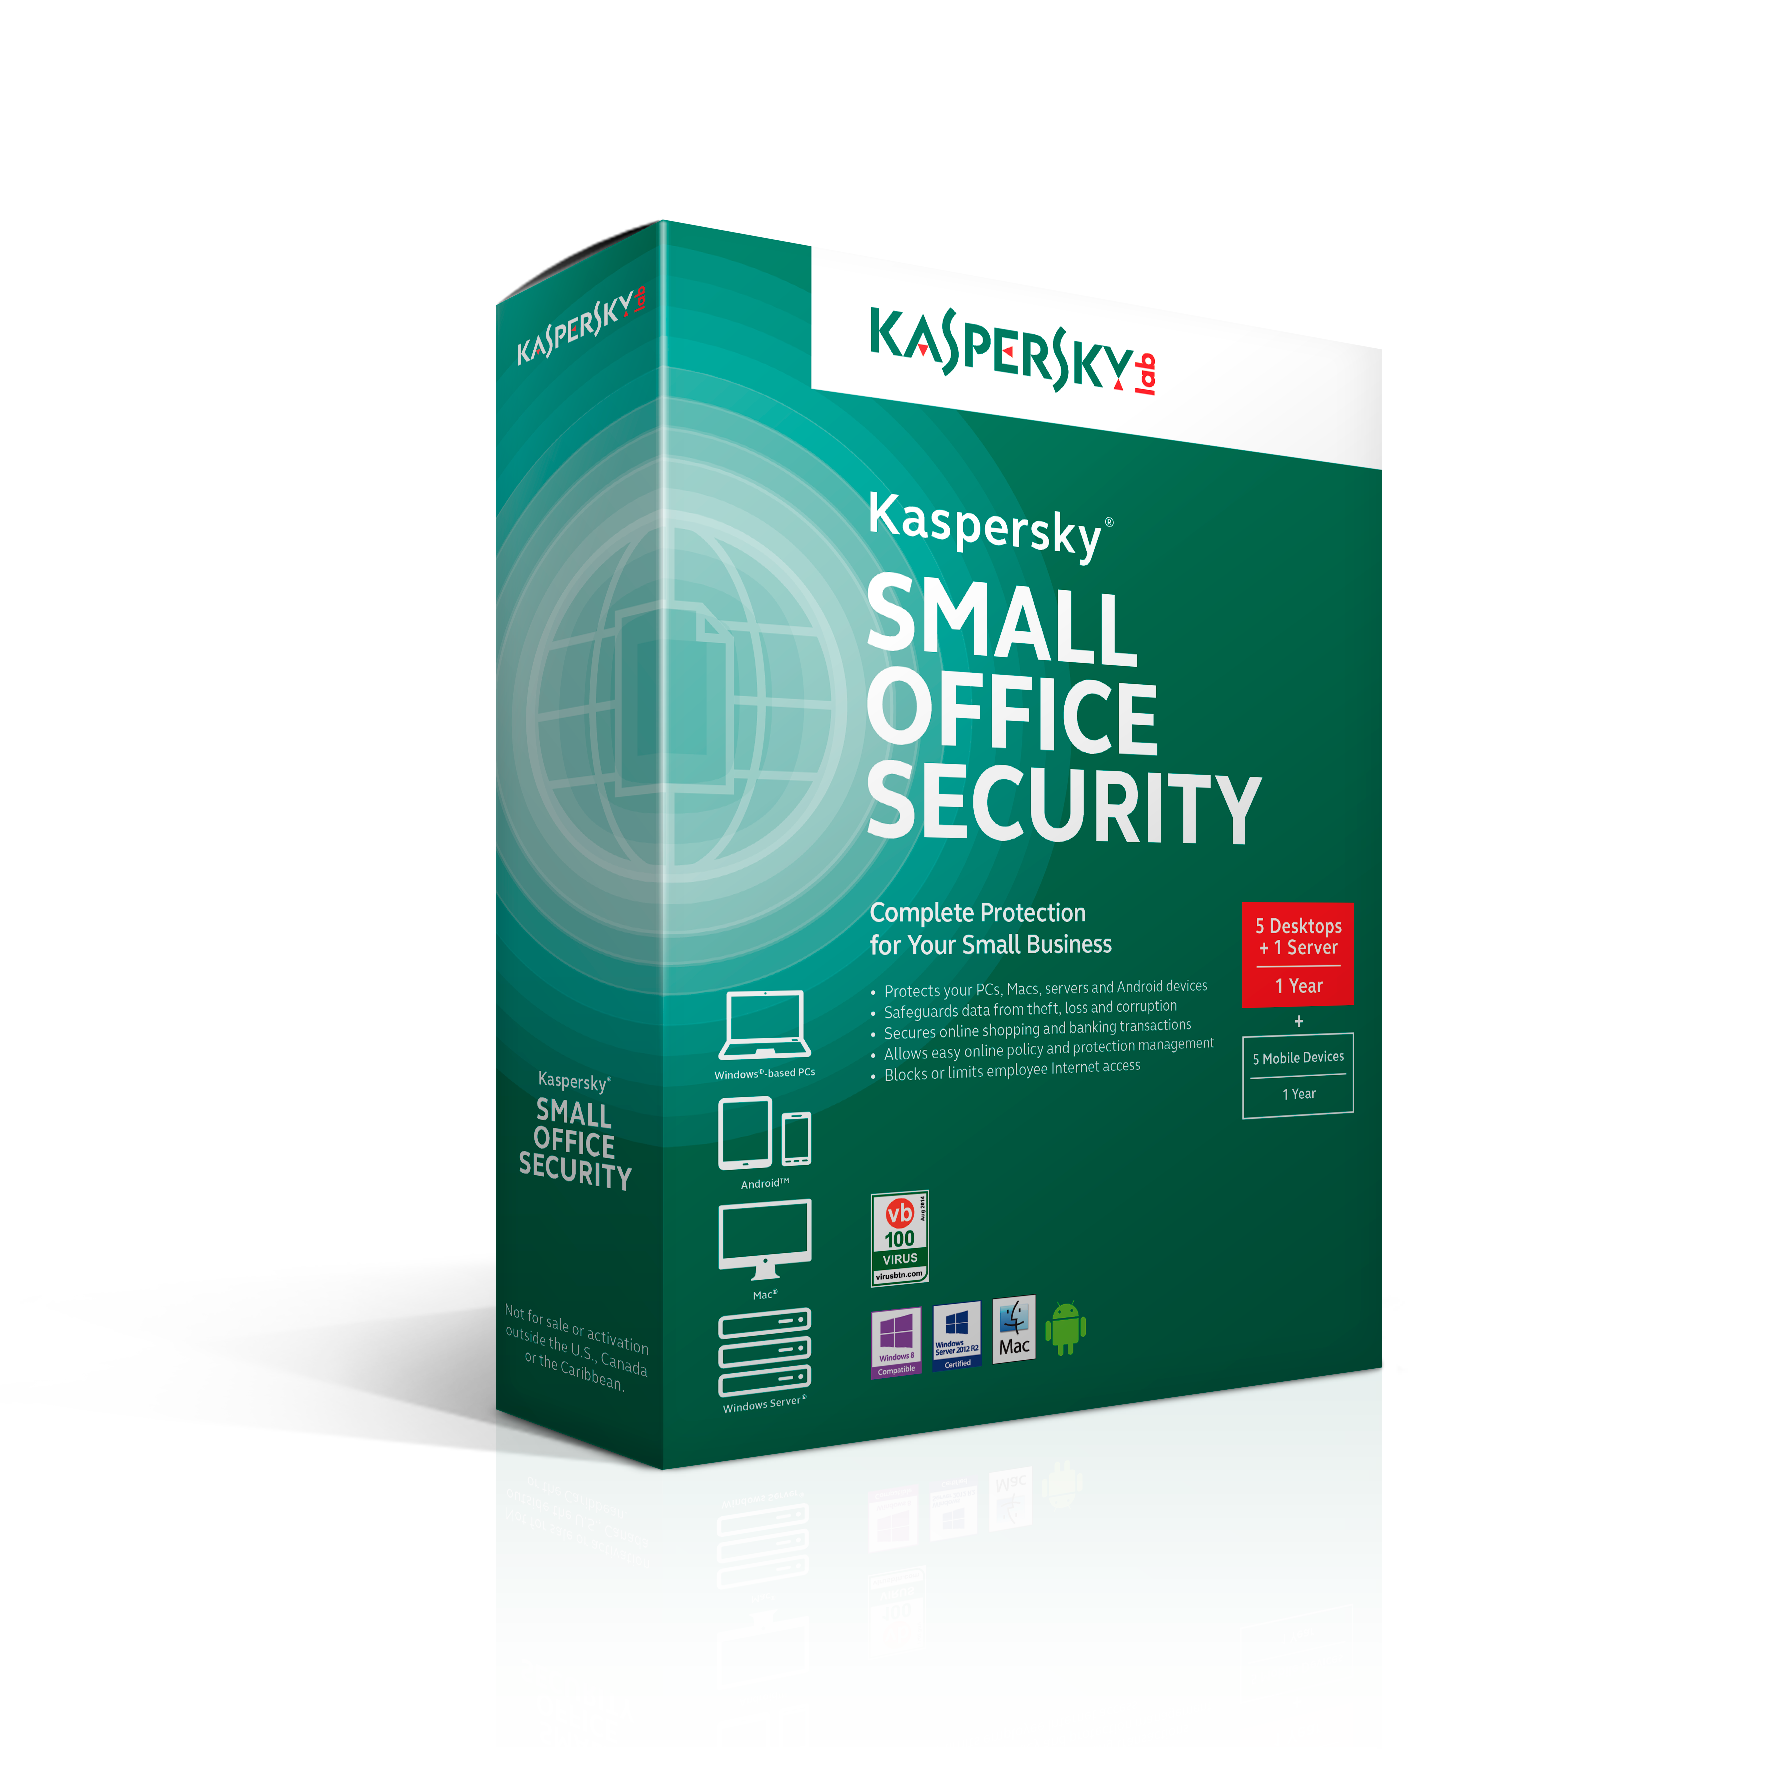 KASPERSKY lab
Kaspersky®
SMALL
OFFICE
SECURITY
Not for sale or activation
outside the U.S., Canada
or the Caribbean.
KASPERSKY lab
Kaspersky®
SMALL
OFFICE
SECURITY
Complete Protection
for Your Small Business
• Protects your PCs, Macs, servers and Android devices
• Safeguards data from theft, loss and corruption
• Secures online shopping and banking transactions
• Allows easy online policy and protection management
• Blocks or limits employee Internet access
5 Desktops
+ 1 Server
1 Year
+
5 Mobile Devices
1 Year
Windows®-based PCs
Android™
Mac®
Windows Server®
vb
Aug 2014
100
VIRUS
virusbtn.com
Windows 8
Compatible
Windows
Server 2012 R2
Certified
Mac